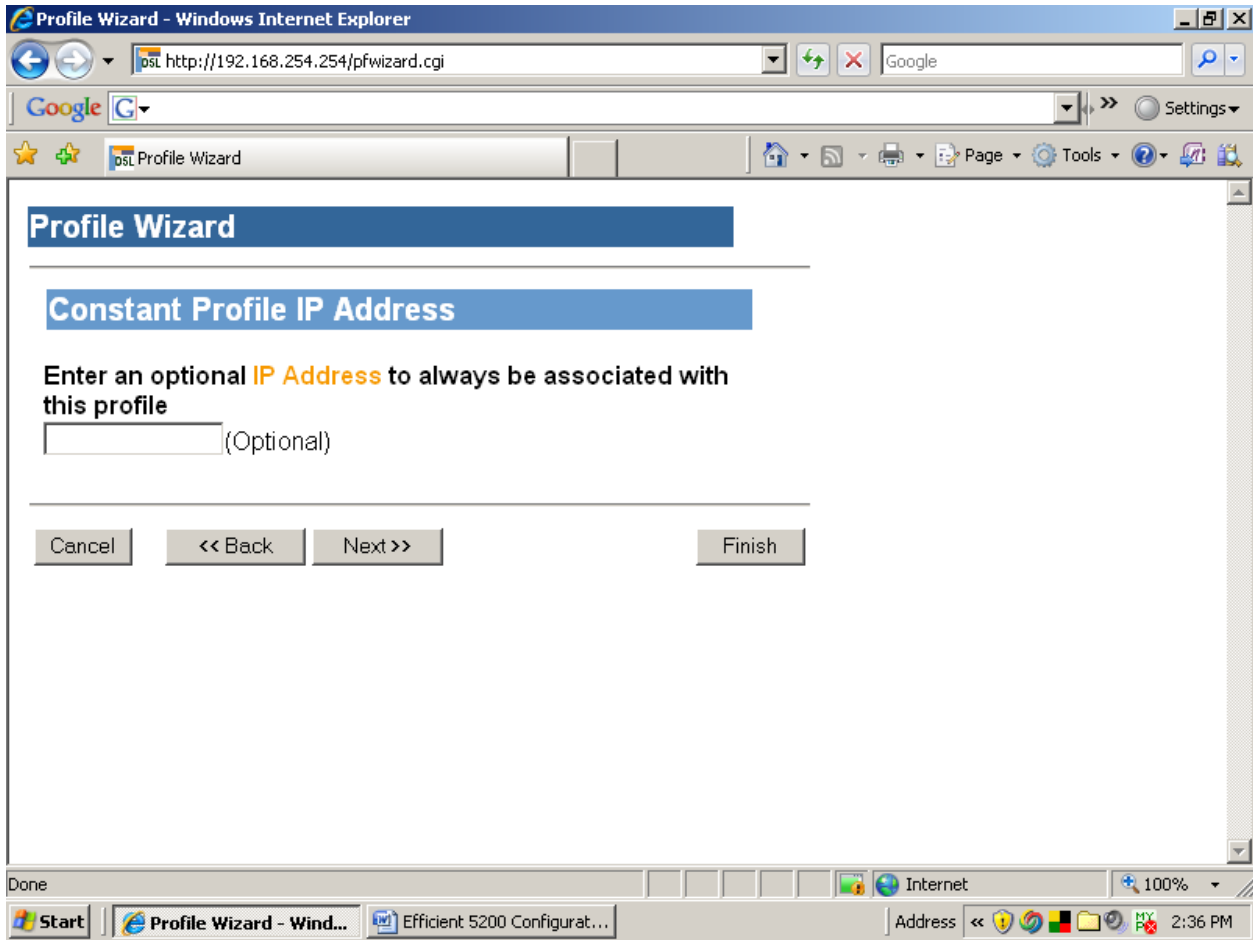 Profile Wizard - Windows Internet Explorer
DSL http://192.168.254.254/pfwizard.cgi
Google
Google G
>> Settings
DSL Profile Wizard
Page Tools
Profile Wizard
Constant Profile IP Address
Enter an optional IP Address to always be associated with
this profile
(Optional)
Cancel << Back Next >> Finish
Done Internet 100%
Start Profile Wizard - Wind... Efficient 5200 Configurat... Address « 2:36 PM